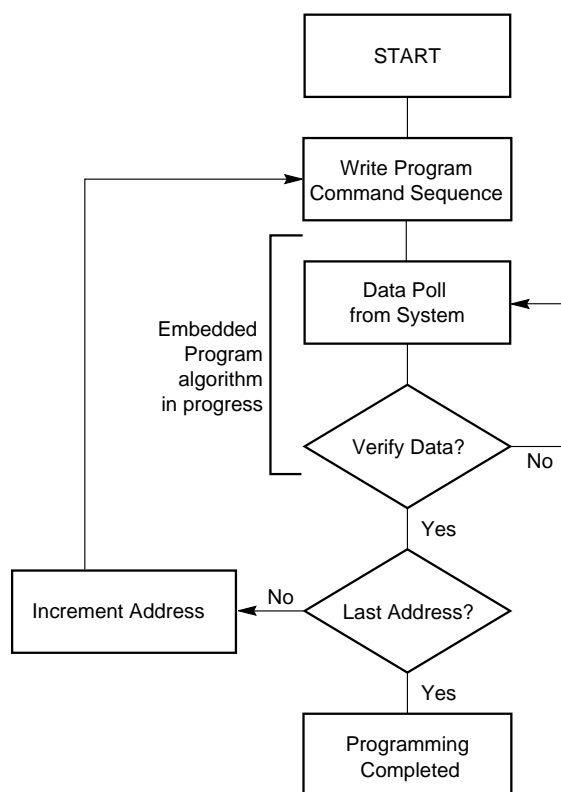 START
Write Program
Command Sequence
Data Poll
from System
Embedded
Program
algorithm
in progress
Verify Data?
No
Yes
Increment Address
No
Last Address?
Yes
Programming
Completed